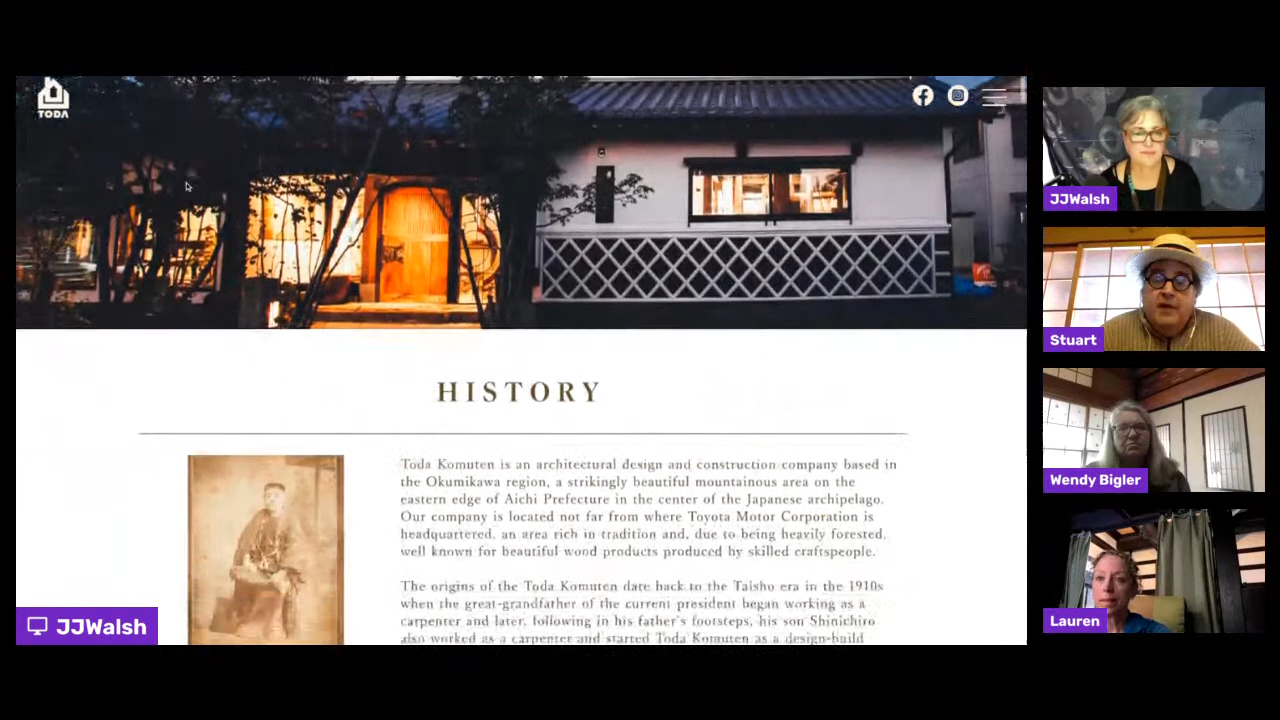 TODA
HISTORY
Toda Komuten is an architectural design and construction company based in
the Okumikawa region, a strikingly beautiful mountainous area on the
eastern edge of Aichi Prefecture in the center of the Japanese archipelago.
Our company is located not far from where Toyota Motor Corporation is
headquartered, an area rich in tradition and, due to being heavily forested,
well known for beautiful wood products produced by skilled craftspeople.
The origins of the Toda Komuten date back to the Taisho era in the 1910s
when the great-grandfather of the current president began working as a
carpenter and later, following in his father's footsteps, his son Shinichiro
also worked as a carpenter and started Toda Komuten as a design-build
JJWalsh
JJWalsh
Stuart
Wendy Bigler
Lauren